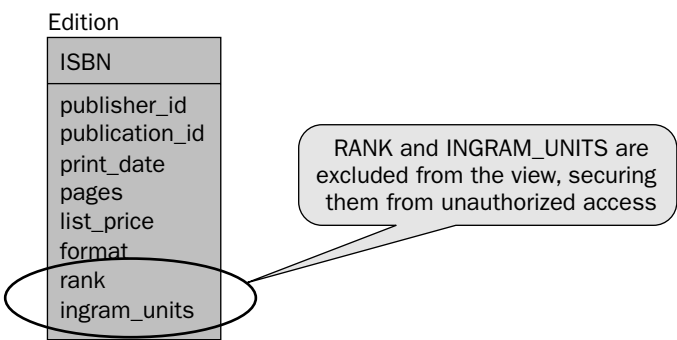 Edition
ISBN
publisher_id
publication_id
print_date
pages
list_price
format
rank
ingram_units
RANK and INGRAM_UNITS are
excluded from the view, securing
them from unauthorized access